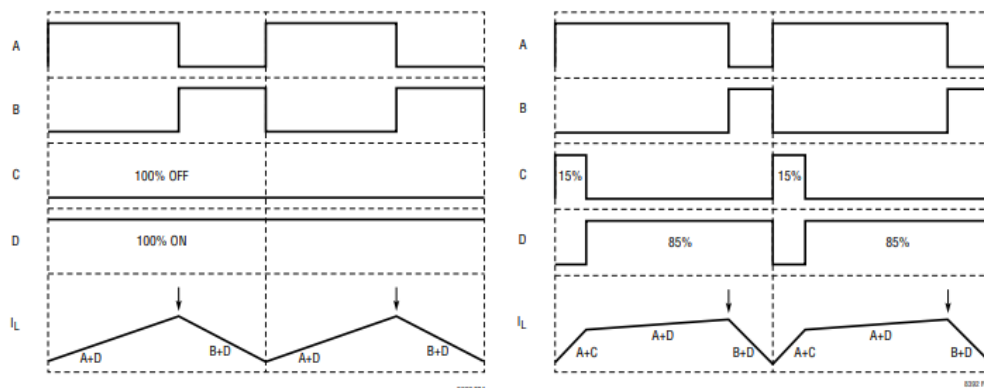 A
B
C
100% OFF
D
100% ON
IL
A+D
B+D
A+D
B+D
A
B
C
15%
15%
D
85%
85%
IL
A+C
A+D
B+D
A+C
A+D
B+D